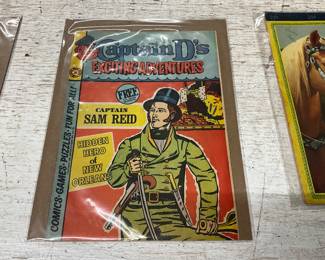 Captain D's
EXCITING ADVENTURES
FREE
CAPTAIN
SAM REID
HIDDEN
HERO
of
NEW
ORLEANS
COMICS·GAMES·PUZZLES·FUN FOR ALL!